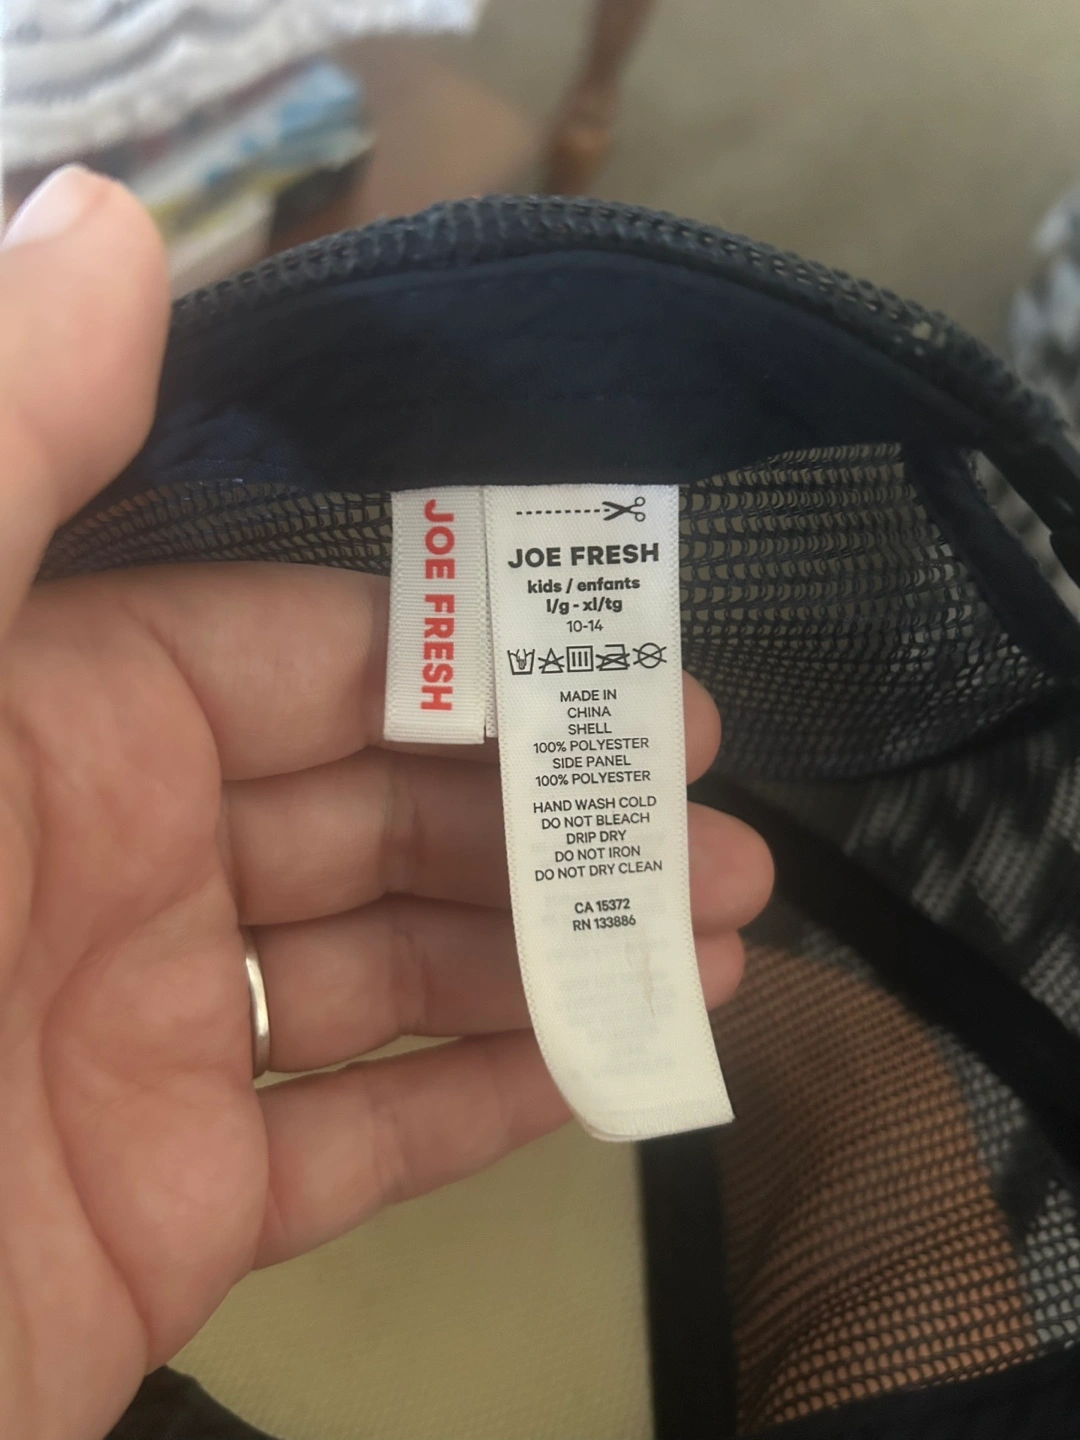 JOE FRESH
JOE FRESH
kids / enfants
l/g - xl/tg
10-14
MADE IN
CHINA
SHELL
100% POLYESTER
SIDE PANEL
100% POLYESTER
HAND WASH COLD
DO NOT BLEACH
DRIP DRY
DO NOT IRON
DO NOT DRY CLEAN
CA 15372
RN 133886